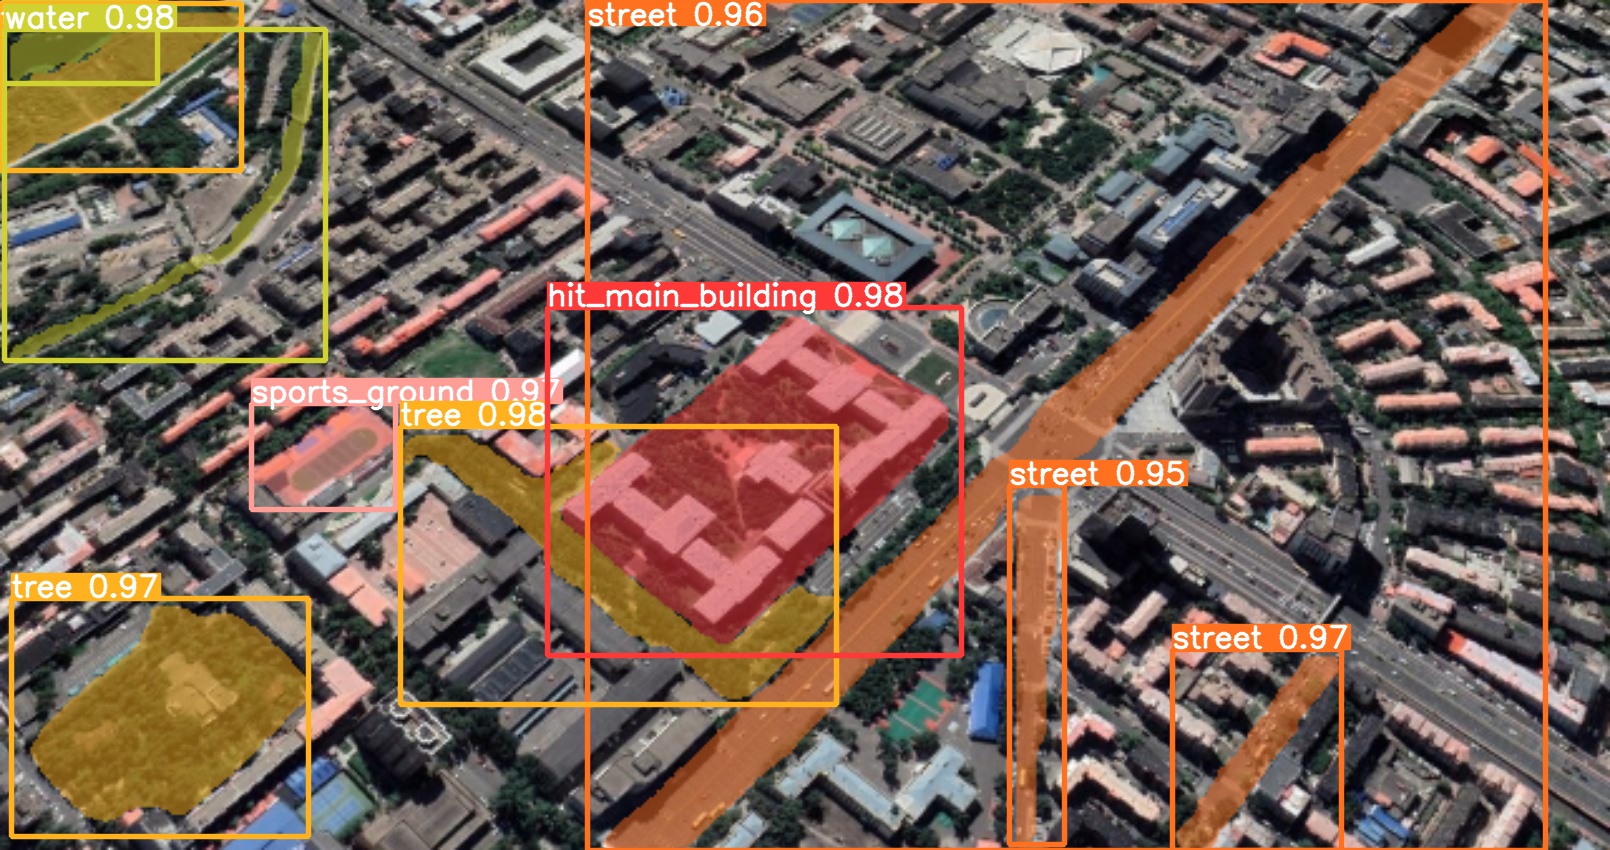 water 0.98
street 0.96
hit_main_building 0.98
sports_ground 0.97
tree 0.98
street 0.95
tree 0.97
street 0.97